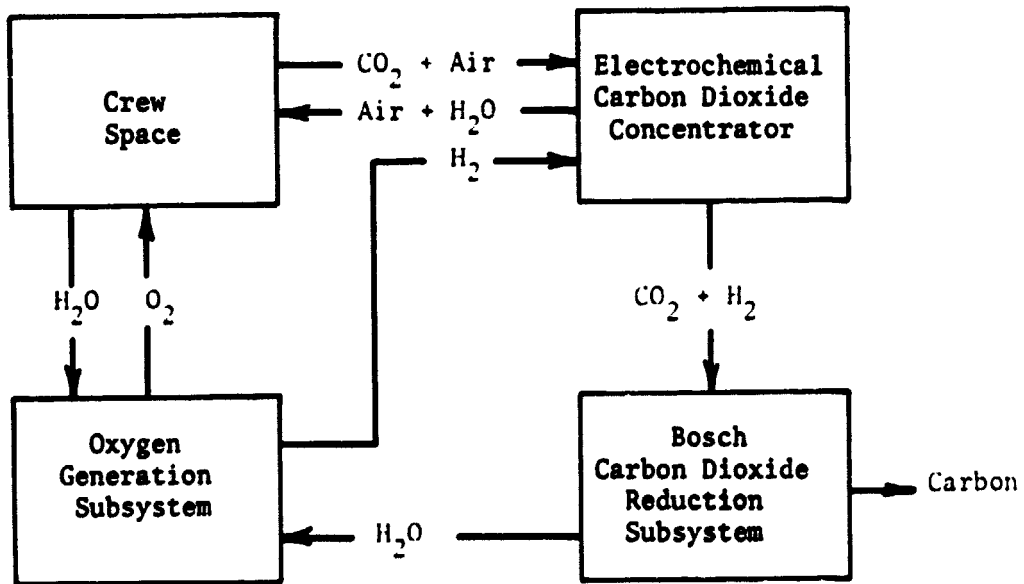 Crew
Space
CO2 + Air
Air + H2O
H2
Electrochemical
Carbon Dioxide
Concentrator
H2O
O2
CO2 + H2
Oxygen
Generation
Subsystem
H2O
Bosch
Carbon Dioxide
Reduction
Subsystem
Carbon